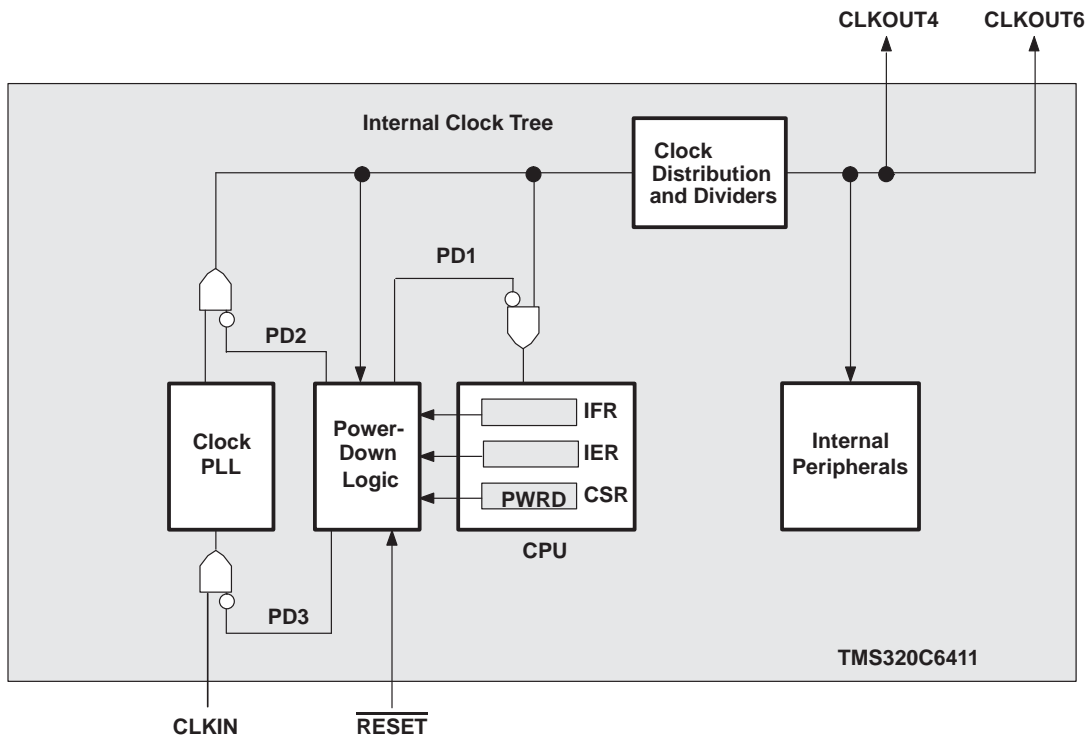 CLKOUT4
CLKOUT6
Internal Clock Tree
Clock
Distribution
and Dividers
PD1
PD2
Clock
PLL
Power-
Down
Logic
IFR
IER
PWRD
CSR
CPU
Internal
Peripherals
PD3
TMS320C6411
CLKIN
RESET